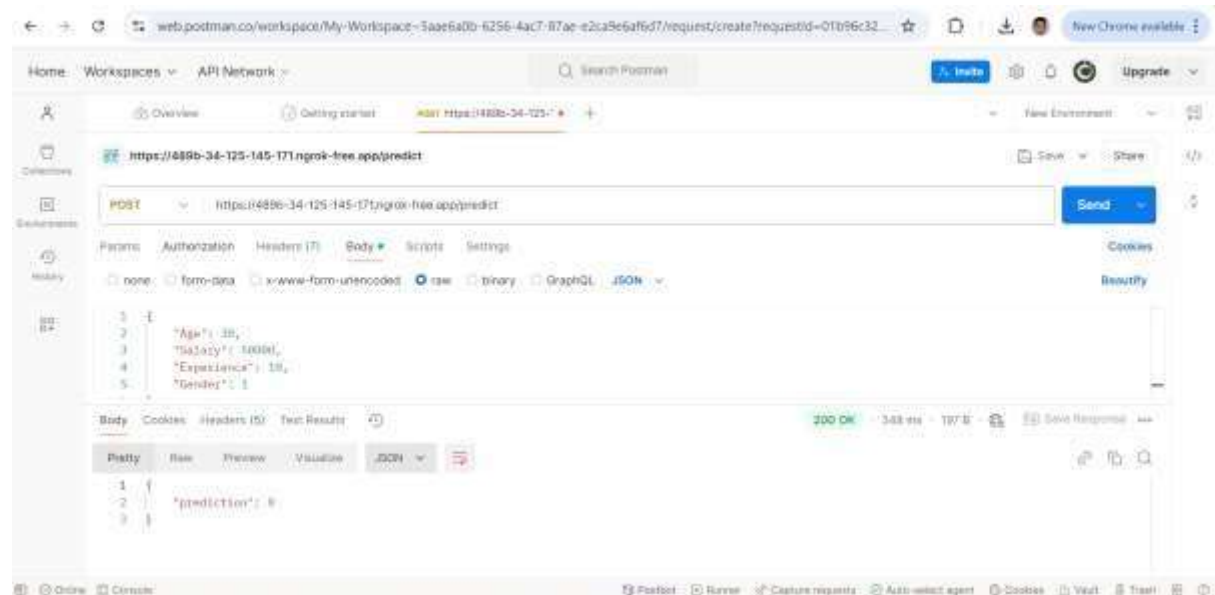 web.postman.co/workspace/My-Workspace~5aae6a0b-6256-4ac7-87ae-e2ca9e6af6d7/request/create?requestId=01b96c32...
New Chrome available
Home Workspaces API Network Search Postman Invite Upgrade
Overview Getting started POST https://489b-34-125-1 + New Environment
Collections
https://489b-34-125-145-171.ngrok-free.app/predict Save Share
Environments
POST https://489b-34-125-145-171.ngrok-free.app/predict Send
History
Params Authorization Headers (7) Body Scripts Settings Cookies
none form-data x-www-form-urlencoded raw binary GraphQL JSON Beautify
1 {
2 "Age": 30,
3 "Salary": 50000,
4 "Experience": 10,
5 "Gender": 1
Body Cookies Headers (5) Test Results 200 OK 348 ms 197 B Save Response
Pretty Raw Preview Visualize JSON
1 {
2 "prediction": 0
3 }
Online Console Postbot Runner Capture requests Auto-select agent Cookies Vault Trash